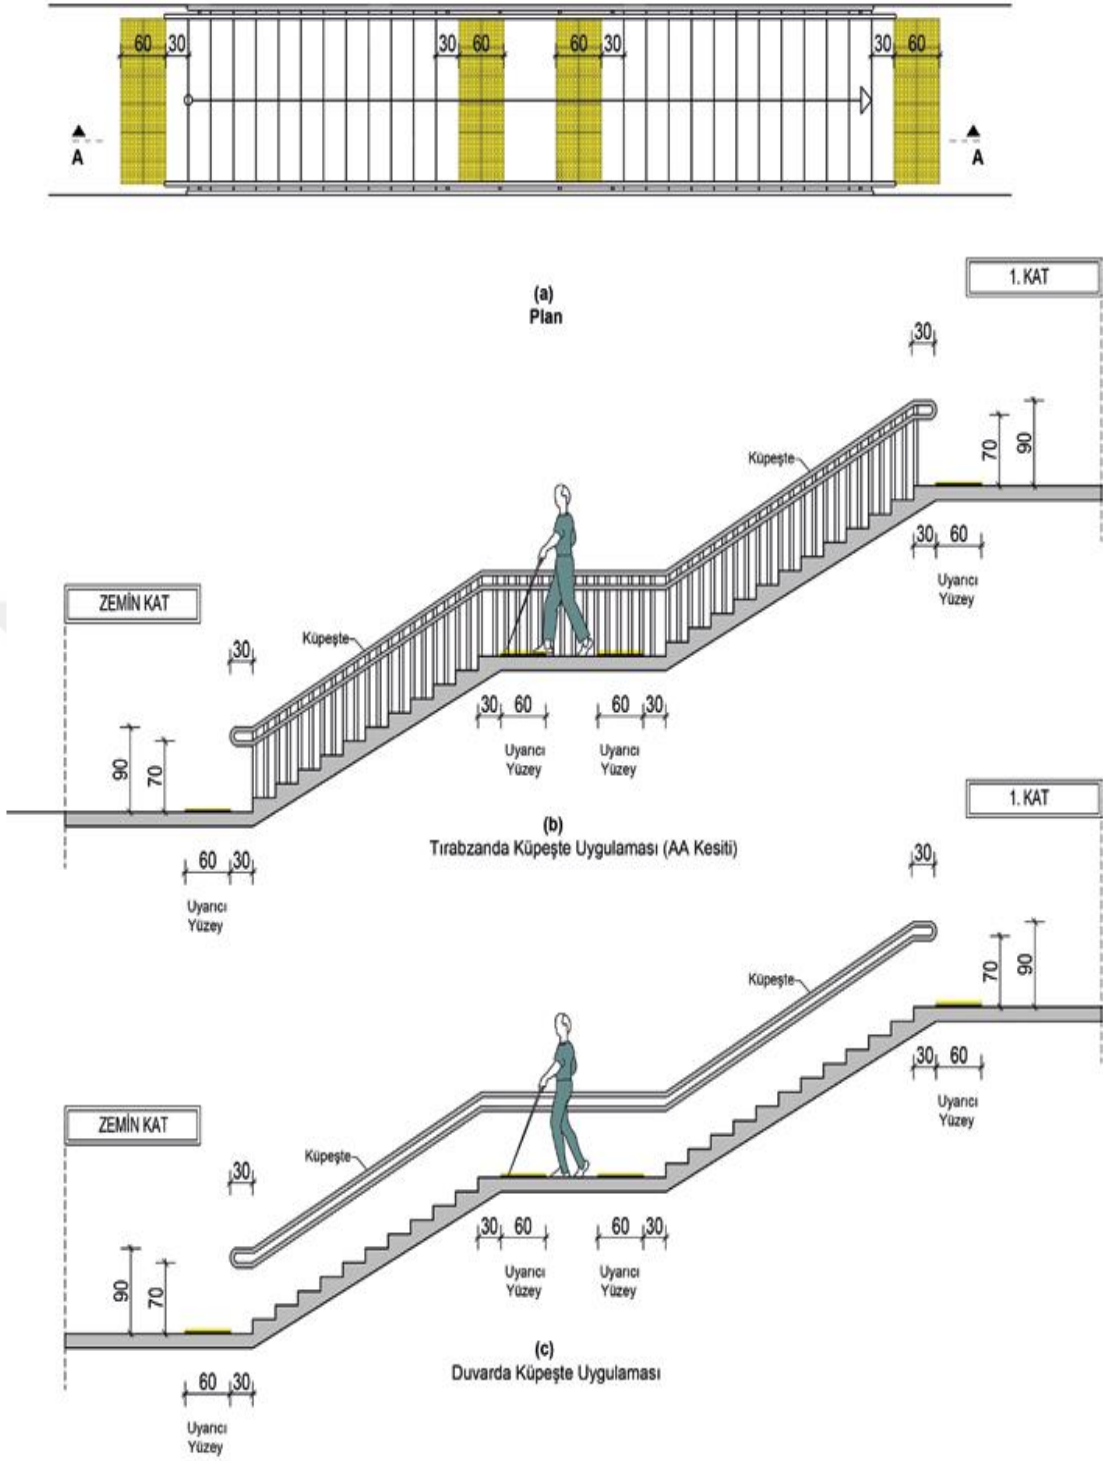 60 30 30 60 60 30 30 60
A A
(a)
Plan
1. KAT
30
Küpeşte
70 90
ZEMİN KAT
30 60
Uyarıcı
Yüzey
Küpeşte
30
90 70
30 60 60 30
Uyarıcı Uyarıcı
Yüzey Yüzey
(b)
Tırabzanda Küpeşte Uygulaması (AA Kesiti)
60 30
Uyarıcı
Yüzey
1. KAT
30
Küpeşte
70 90
30 60
Uyarıcı
Yüzey
ZEMİN KAT
Küpeşte
30
90 70
30 60 60 30
Uyarıcı Uyarıcı
Yüzey Yüzey
(c)
Duvarda Küpeşte Uygulaması
60 30
Uyarıcı
Yüzey